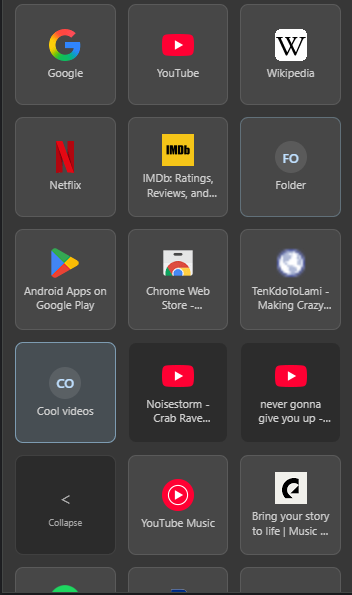 Google
YouTube
W
Wikipedia
Netflix
IMDb
IMDb: Ratings,
Reviews, and...
FO
Folder
Android Apps on
Google Play
Chrome Web
Store -...
TenKdoToLami -
Making Crazy...
CO
Cool videos
Noisestorm -
Crab Rave...
never gonna
give you up -...
<
Collapse
YouTube Music
Bring your story
to life | Music ...